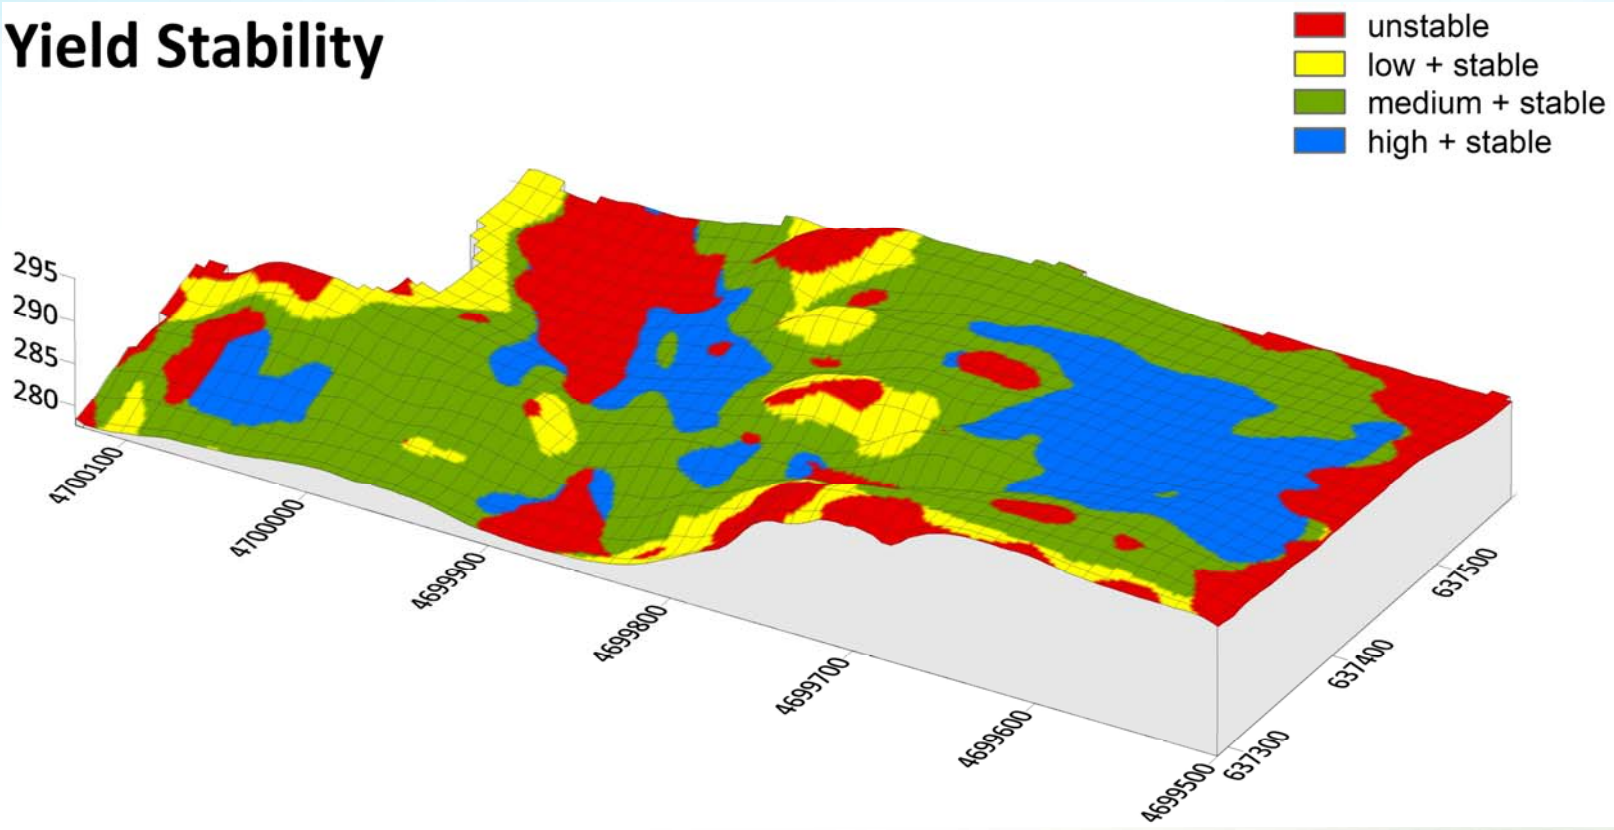 Yield Stability
unstable
low + stable
medium + stable
high + stable
295
290
285
280
4700100
4700000
4699900
4699800
4699700
4699600
4699500
637300
637400
637500